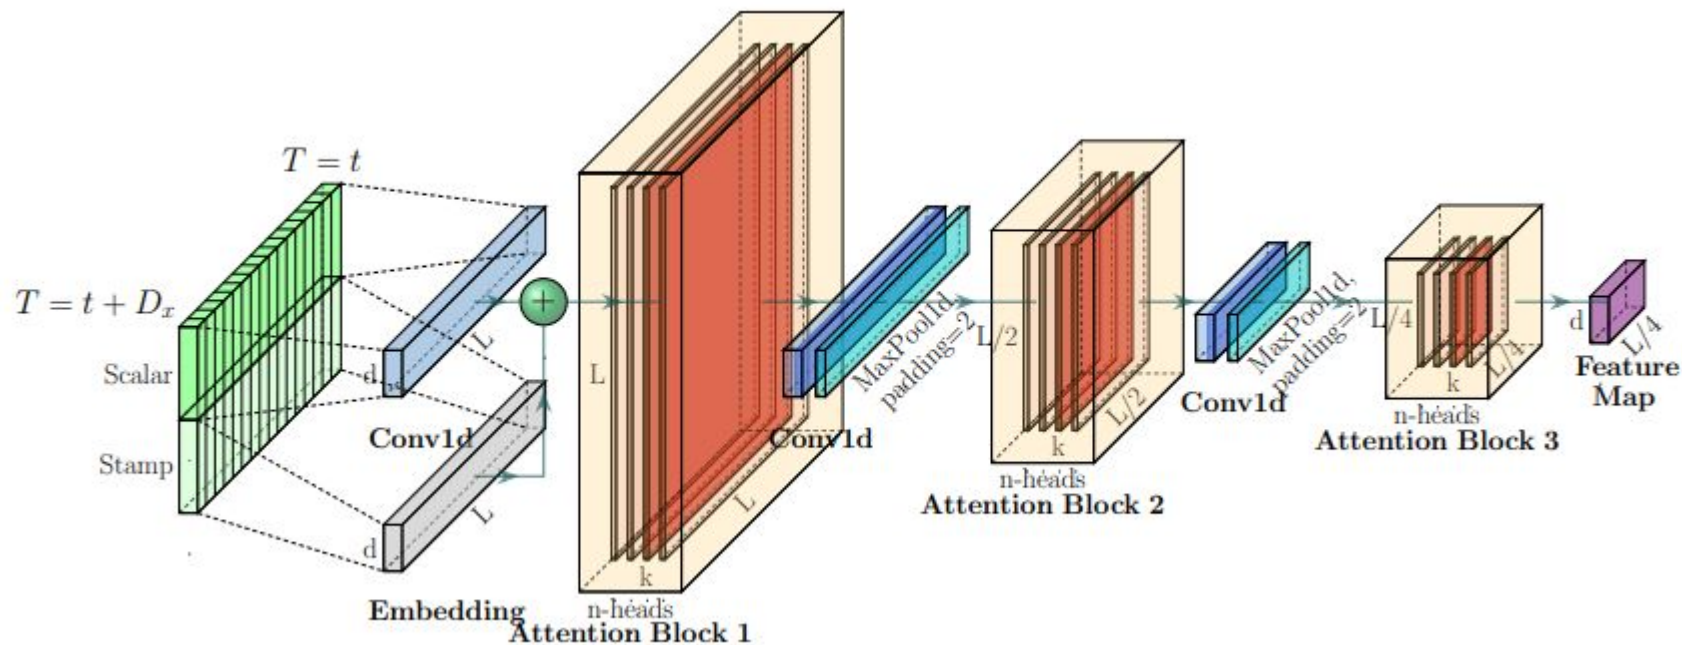 T = t
T = t + D_x
Scalar
Stamp
d
L
Conv1d
d
L
Embedding
+
L
L
k
n-heads
Attention Block 1
Conv1d
MaxPool1d,
padding=2
L/2
L/2
k
n-heads
Attention Block 2
Conv1d
MaxPool1d,
padding=2
L/4
L/4
k
n-heads
Attention Block 3
d
L/4
Feature
Map